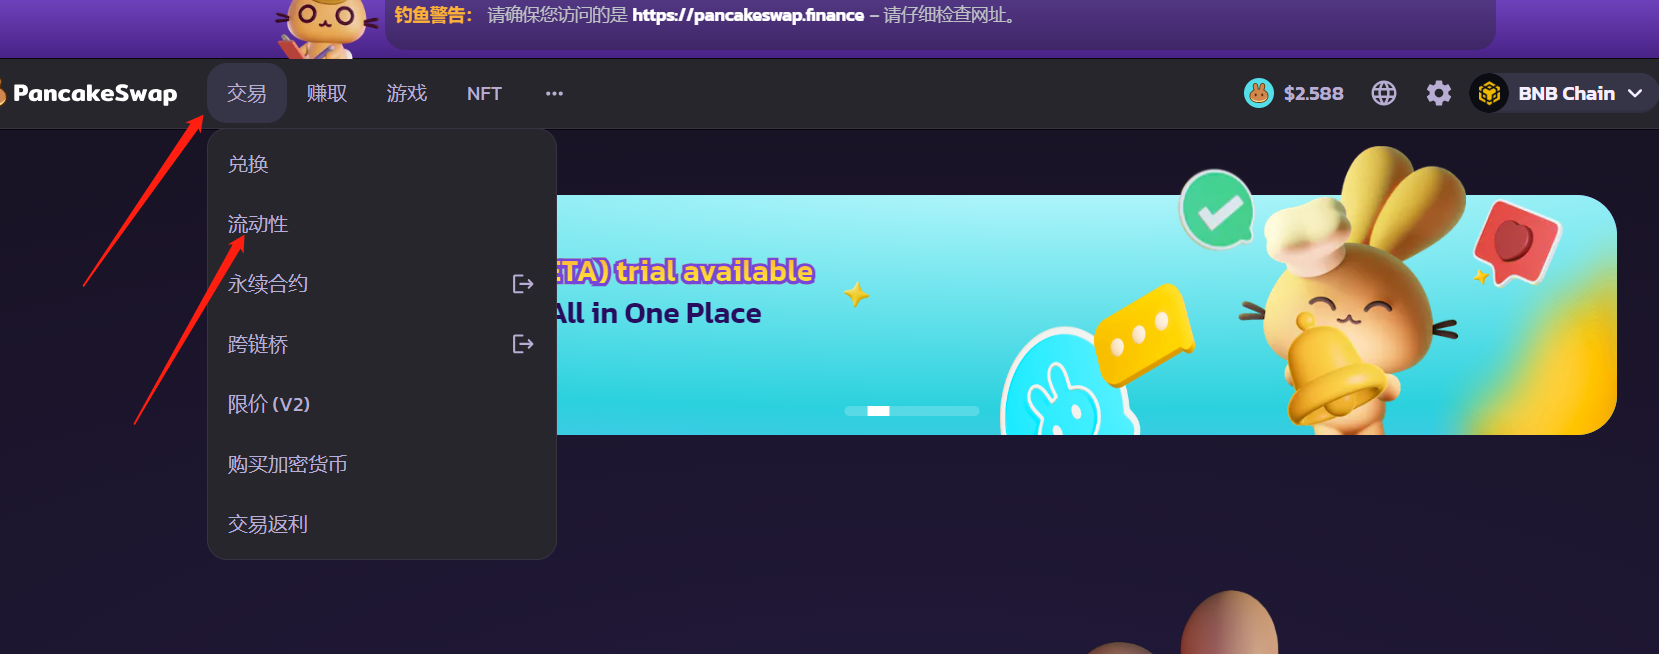 钓鱼警告： 请确保您访问的是 https://pancakeswap.finance – 请仔细检查网址。
PancakeSwap 交易 赚取 游戏 NFT ··· $2.588 BNB Chain
兑换
流动性
永续合约
跨链桥
限价 (V2)
购买加密货币
交易返利
ETA) trial available
All in One Place